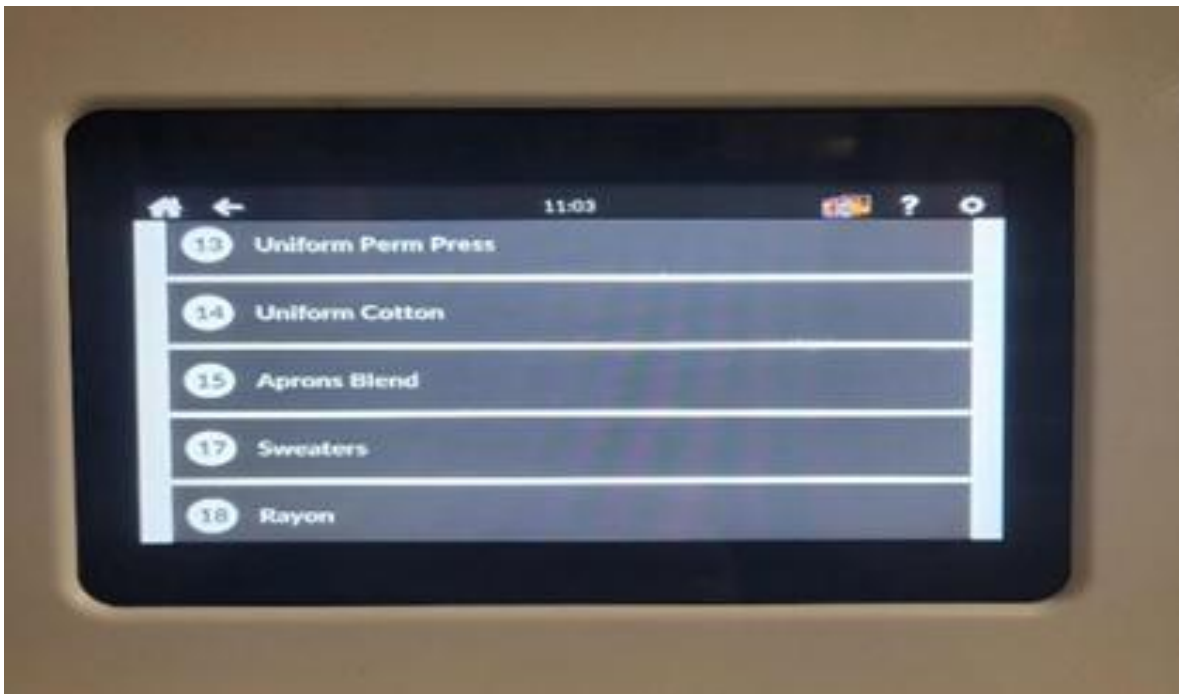 11:03 ?
13 Uniform Perm Press
14 Uniform Cotton
15 Aprons Blend
17 Sweaters
18 Rayon